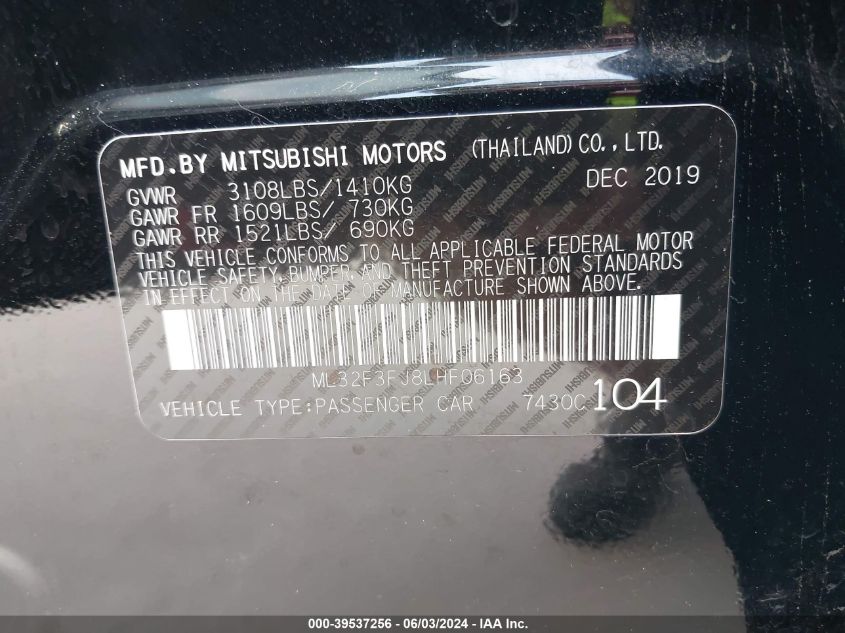 MFD.BY MITSUBISHI MOTORS (THAILAND)CO.,LTD.
GVWR 3108LBS/1410KG DEC 2019
GAWR FR 1609LBS/ 730KG
GAWR RR 1521LBS/ 690KG
THIS VEHICLE CONFORMS TO ALL APPLICABLE FEDERAL MOTOR
VEHICLE SAFETY,BUMPER,AND THEFT PREVENTION STANDARDS
IN EFFECT ON THE DATE OF MANUFACTURE SHOWN ABOVE.
ML32F3FJ8LHF06163
VEHICLE TYPE:PASSENGER CAR 7430C104
000-39537256 - 06/03/2024 - IAA Inc.